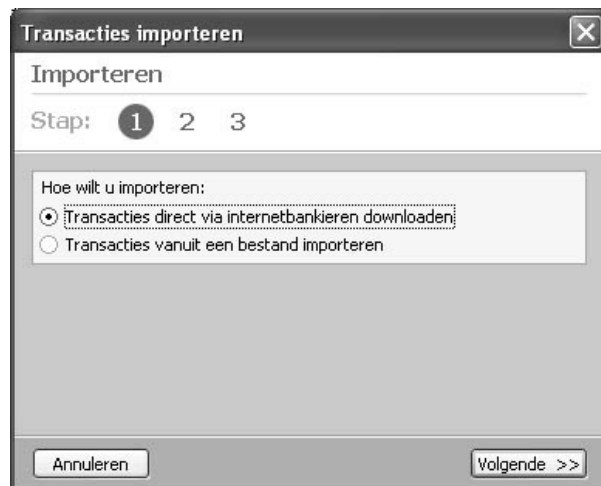 Transacties importeren
Importeren
Stap: 1 2 3
Hoe wilt u importeren:
Transacties direct via internetbankieren downloaden
Transacties vanuit een bestand importeren
Annuleren Volgende >>